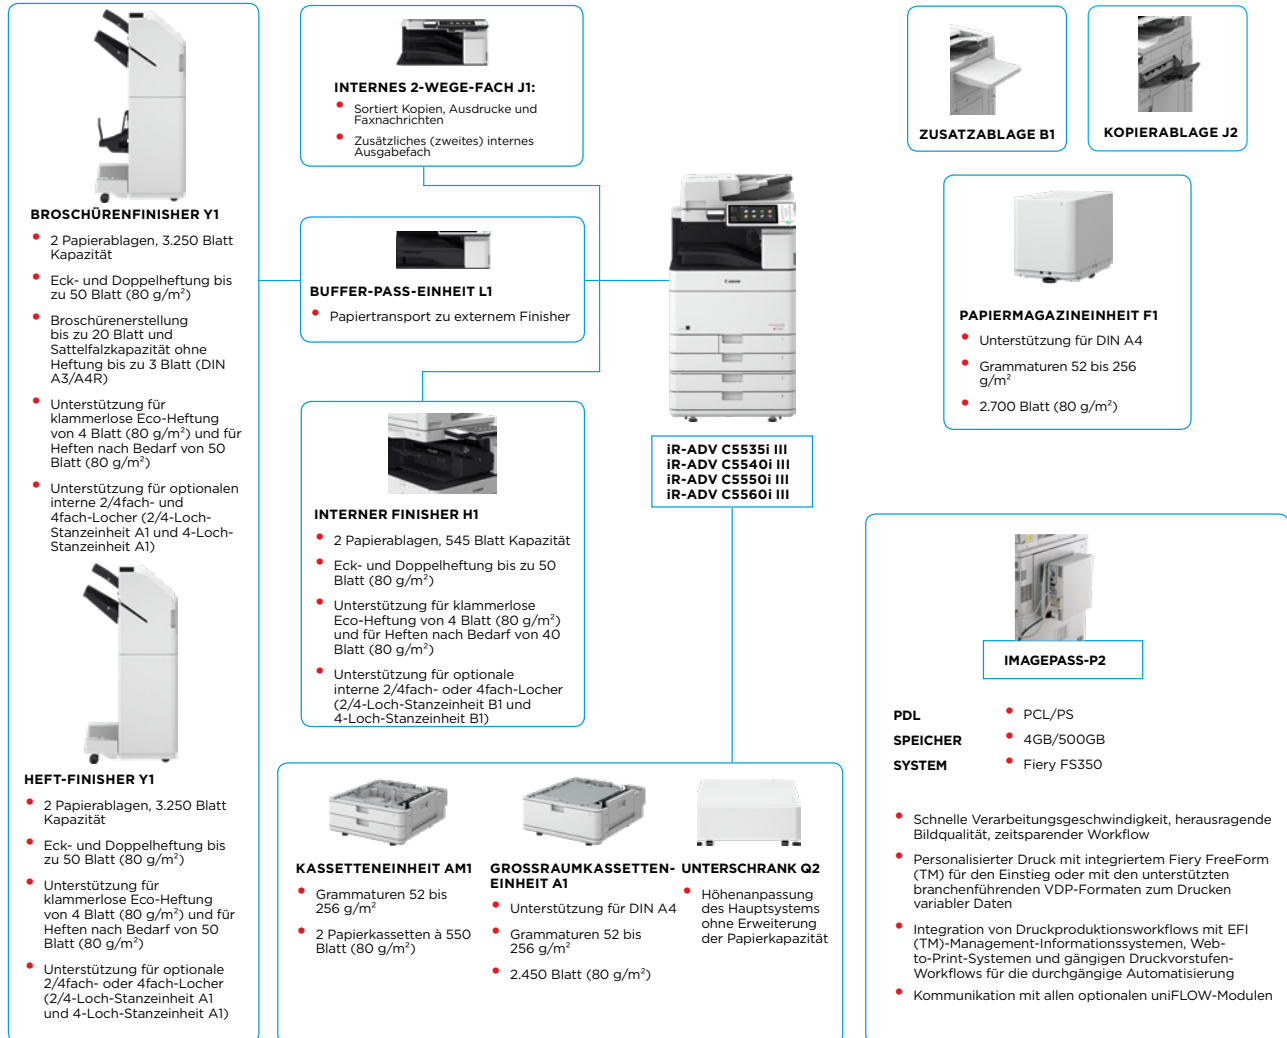 BROSCHÜRENFINISHER Y1
2 Papierablagen, 3.250 Blatt
Kapazität
Eck- und Doppelheftung bis
zu 50 Blatt (80 g/m²)
Broschürenerstellung
bis zu 20 Blatt und
Sattelfalzkapazität ohne
Heftung bis zu 3 Blatt (DIN
A3/A4R)
Unterstützung für
klammerlose Eco-Heftung
von 4 Blatt (80 g/m²) und für
Heften nach Bedarf von 50
Blatt (80 g/m²)
Unterstützung für optionalen
interne 2/4fach- und
4fach-Locher (2/4-Loch-
Stanzeinheit A1 und 4-Loch-
Stanzeinheit A1)
HEFT-FINISHER Y1
2 Papierablagen, 3.250 Blatt
Kapazität
Eck- und Doppelheftung bis
zu 50 Blatt (80 g/m²)
Unterstützung für
klammerlose Eco-Heftung
von 4 Blatt (80 g/m²) und für
Heften nach Bedarf von 50
Blatt (80 g/m²)
Unterstützung für optionale
2/4fach- oder 4fach-Locher
(2/4-Loch-Stanzeinheit A1
und 4-Loch-Stanzeinheit A1)
INTERNES 2-WEGE-FACH J1:
Sortiert Kopien, Ausdrucke und
Faxnachrichten
Zusätzliches (zweites) internes
Ausgabefach
BUFFER-PASS-EINHEIT L1
Papiertransport zu externem Finisher
INTERNER FINISHER H1
2 Papierablagen, 545 Blatt Kapazität
Eck- und Doppelheftung bis zu 50
Blatt (80 g/m²)
Unterstützung für klammerlose
Eco-Heftung von 4 Blatt (80 g/m²)
und für Heften nach Bedarf von 40
Blatt (80 g/m²)
Unterstützung für optionale
interne 2/4fach- oder 4fach-Locher
(2/4-Loch-Stanzeinheit B1 und
4-Loch-Stanzeinheit B1)
Canon
iR-ADV C5535i III
iR-ADV C5540i III
iR-ADV C5550i III
iR-ADV C5560i III
KASSETTENEINHEIT AM1
Grammaturen 52 bis
256 g/m²
2 Papierkassetten à 550
Blatt (80 g/m²)
GROSSRAUMKASSETTEN-
EINHEIT A1
Unterstützung für DIN A4
Grammaturen 52 bis
256 g/m²
2.450 Blatt (80 g/m²)
UNTERSCHRANK Q2
Höhenanpassung
des Hauptsystems
ohne Erweiterung
der Papierkapazität
ZUSATZABLAGE B1
KOPIERABLAGE J2
PAPIERMAGAZINEINHEIT F1
Unterstützung für DIN A4
Grammaturen 52 bis 256
g/m²
2.700 Blatt (80 g/m²)
IMAGEPASS-P2
PDL PCL/PS
SPEICHER 4GB/500GB
SYSTEM Fiery FS350
Schnelle Verarbeitungsgeschwindigkeit, herausragende
Bildqualität, zeitsparender Workflow
Personalisierter Druck mit integriertem Fiery FreeForm
(TM) für den Einstieg oder mit den unterstützten
branchenführenden VDP-Formaten zum Drucken
variabler Daten
Integration von Druckproduktionsworkflows mit EFI
(TM)-Management-Informationssystemen, Web-
to-Print-Systemen und gängigen Druckvorstufen-
Workflows für die durchgängige Automatisierung
Kommunikation mit allen optionalen uniFLOW-Modulen